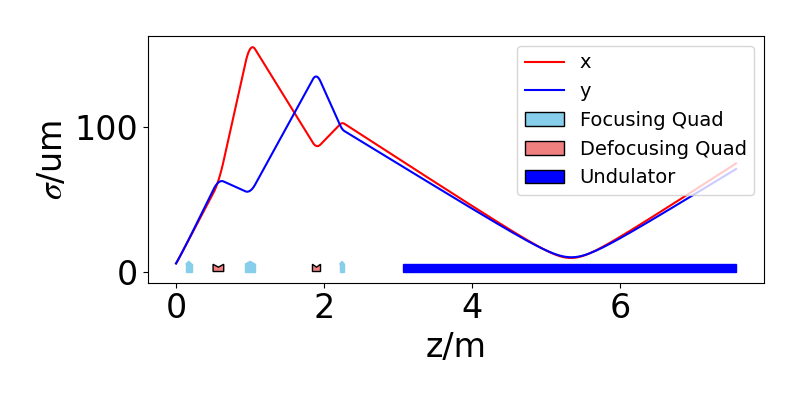 σ/um
100
0
x
y
Focusing Quad
Defocusing Quad
Undulator
0 2 4 6
z/m